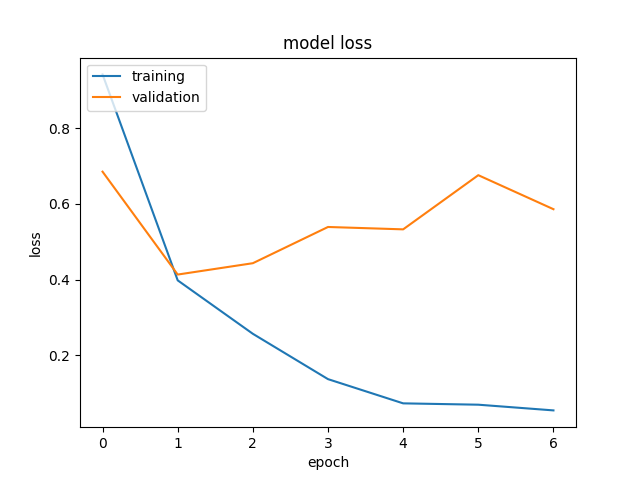 model loss
training
validation
0.8
0.6
0.4
0.2
loss
0 1 2 3 4 5 6
epoch